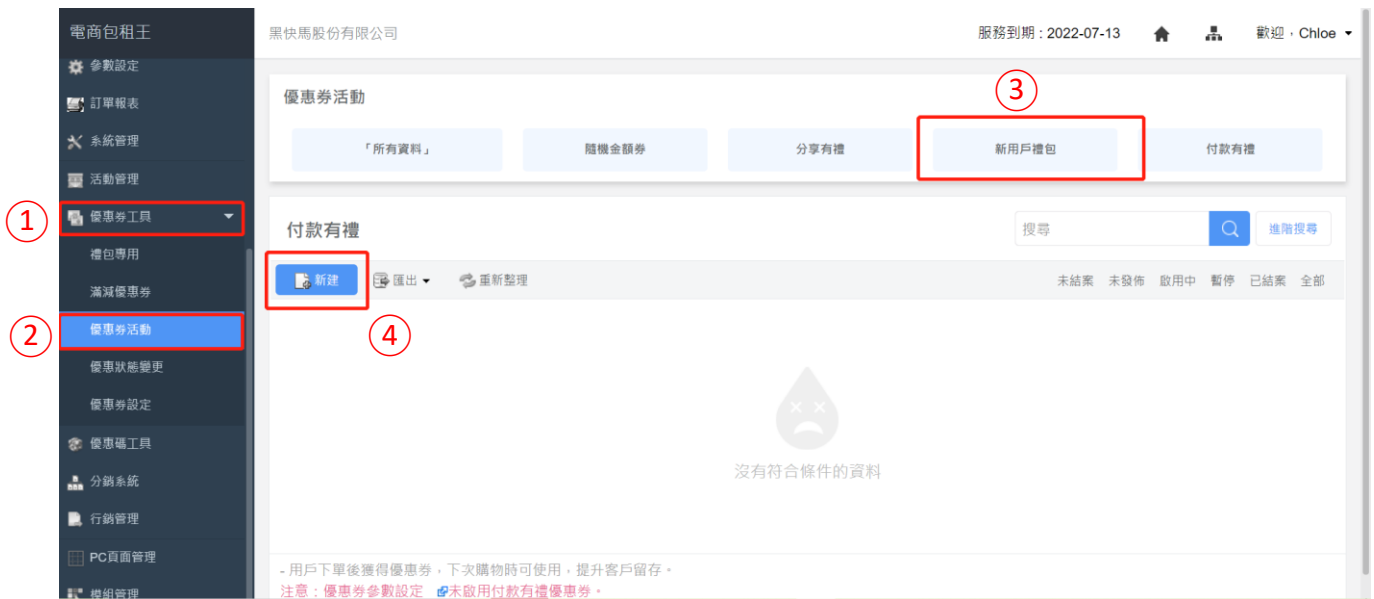 電商包租王
黑快馬股份有限公司
服務到期 : 2022-07-13
歡迎，Chloe
參數設定
訂單報表
系統管理
活動管理
① 優惠券工具
禮包專用
滿減優惠券
② 優惠券活動
優惠狀態變更
優惠券設定
優惠碼工具
分銷系統
行銷管理
PC頁面管理
模組管理
優惠券活動
③
「所有資料」 隨機金額券 分享有禮 新用戶禮包 付款有禮
付款有禮
搜尋 進階搜尋
新建 匯出 重新整理 未結案 未發佈 啟用中 暫停 已結案 全部
④
沒有符合條件的資料
- 用戶下單後獲得優惠券，下次購物時可使用，提升客戶留存。
注意：優惠券參數設定 未啟用付款有禮優惠券。